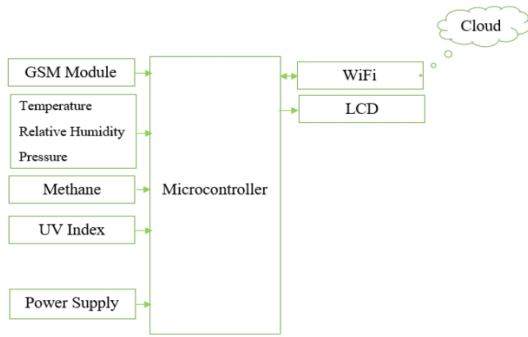 Cloud
GSM Module
WiFi
Temperature
Relative Humidity
Pressure
LCD
Methane
Microcontroller
UV Index
Power Supply